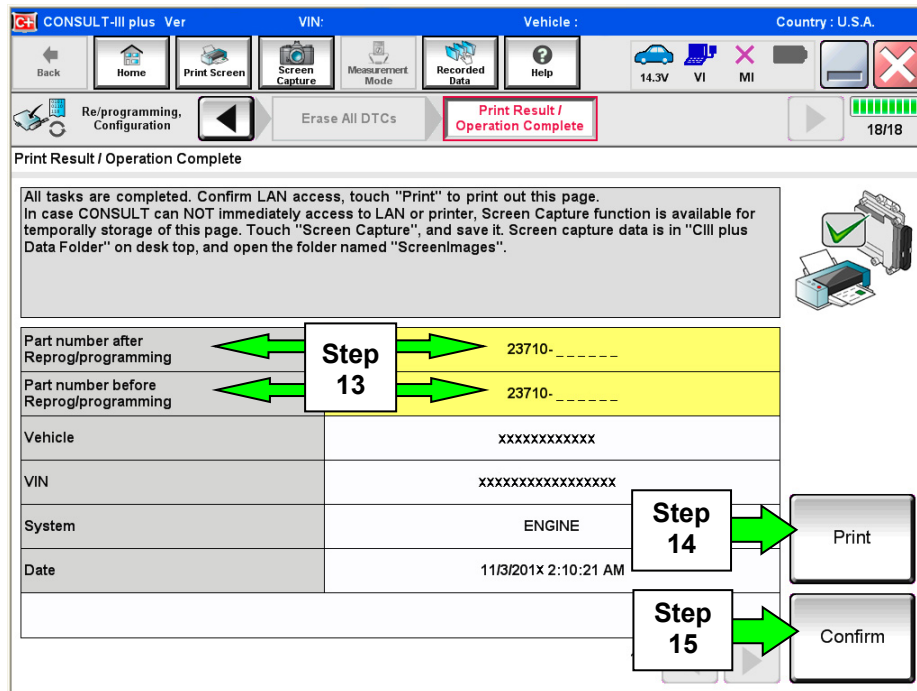 C+ CONSULT-III plus Ver VIN: Vehicle : Country : U.S.A.
Back Home Print Screen Screen Capture Measurement Mode Recorded Data Help 14.3V VI MI
Re/programming, Configuration Erase All DTCs Print Result / Operation Complete 18/18
Print Result / Operation Complete
All tasks are completed. Confirm LAN access, touch "Print" to print out this page.
In case CONSULT can NOT immediately access to LAN or printer, Screen Capture function is available for
temporally storage of this page. Touch "Screen Capture", and save it. Screen capture data is in "CIII plus
Data Folder" on desk top, and open the folder named "ScreenImages".
Part number after
Reprog/programming
23710-_ _ _ _ _ _
Step
13
Part number before
Reprog/programming
23710-_ _ _ _ _ _
Vehicle xxxxxxxxxxxx
VIN xxxxxxxxxxxxxxxxx
System ENGINE
Step
14
Print
Date 11/3/201x 2:10:21 AM
Step
15
Confirm